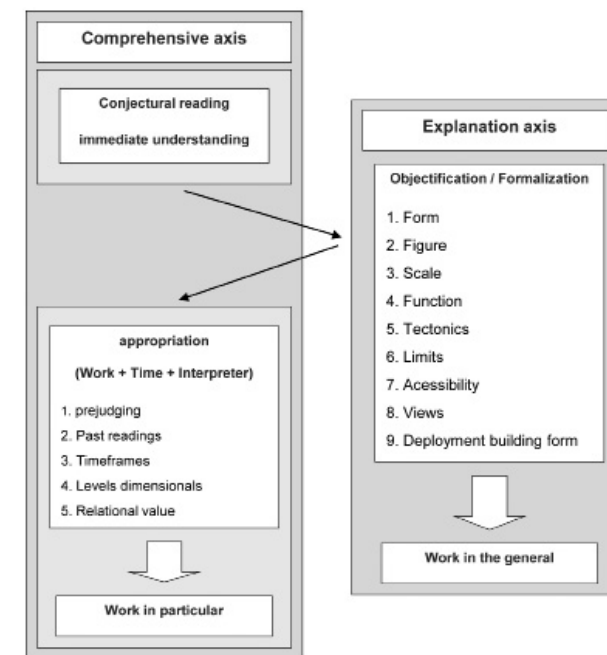 Comprehensive axis
Conjectural reading
immediate understanding
appropriation
(Work + Time + Interpreter)
1. prejudging
2. Past readings
3. Timeframes
4. Levels dimensionals
5. Relational value
Work in particular
Explanation axis
Objectification / Formalization
1. Form
2. Figure
3. Scale
4. Function
5. Tectonics
6. Limits
7. Acessibility
8. Views
9. Deployment building form
Work in the general